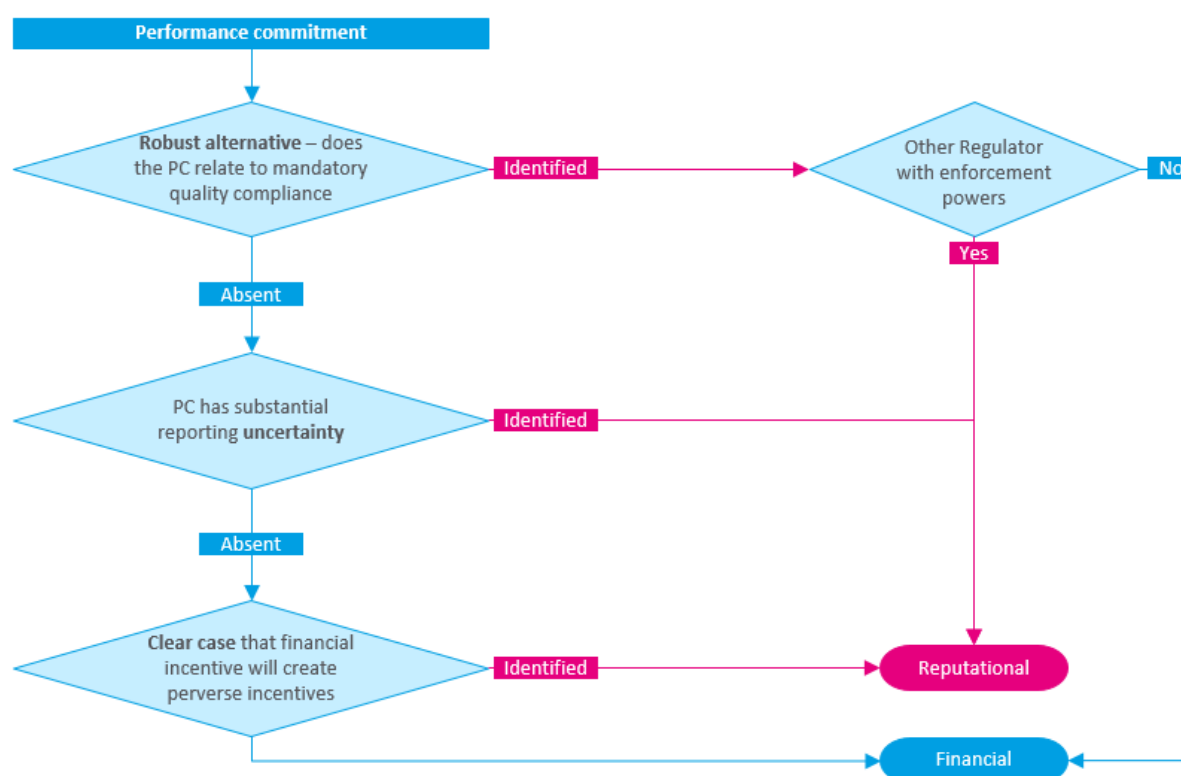 Performance commitment
Robust alternative – does
the PC relate to mandatory
quality compliance
Identified
Other Regulator
with enforcement
powers
No
Yes
Absent
PC has substantial
reporting uncertainty
Identified
Absent
Clear case that financial
incentive will create
perverse incentives
Identified
Reputational
Financial